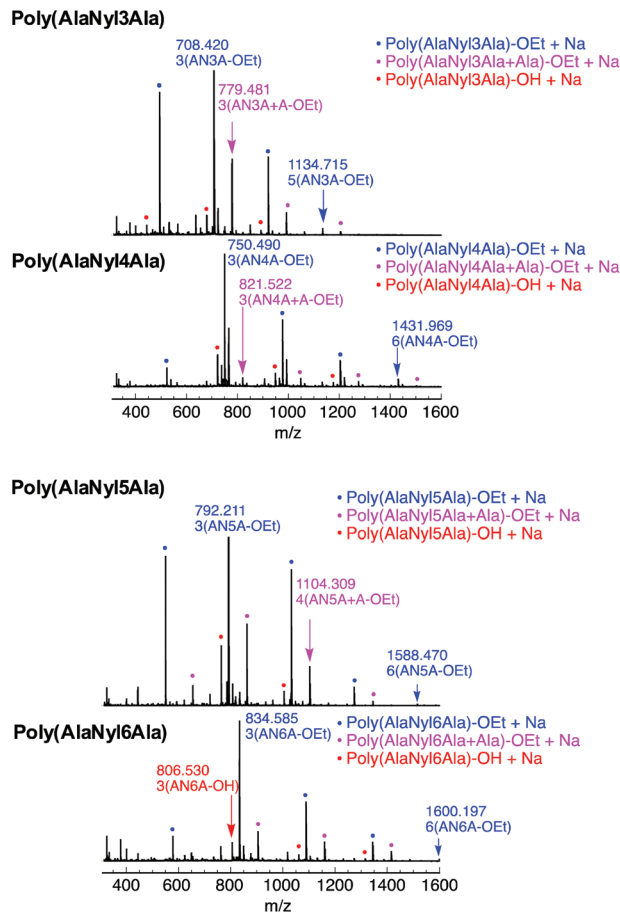 Poly(AlaNyl3Ala)
708.420
3(AN3A-OEt)
• Poly(AlaNyl3Ala)-OEt + Na
• Poly(AlaNyl3Ala+Ala)-OEt + Na
• Poly(AlaNyl3Ala)-OH + Na
779.481
3(AN3A+A-OEt)
1134.715
5(AN3A-OEt)
Poly(AlaNyl4Ala)
750.490
3(AN4A-OEt)
• Poly(AlaNyl4Ala)-OEt + Na
• Poly(AlaNyl4Ala+Ala)-OEt + Na
• Poly(AlaNyl4Ala)-OH + Na
821.522
3(AN4A+A-OEt)
1431.969
6(AN4A-OEt)
400 600 800 1000 1200 1400 1600
m/z
Poly(AlaNyl5Ala)
792.211
3(AN5A-OEt)
• Poly(AlaNyl5Ala)-OEt + Na
• Poly(AlaNyl5Ala+Ala)-OEt + Na
• Poly(AlaNyl5Ala)-OH + Na
1104.309
4(AN5A+A-OEt)
1588.470
6(AN5A-OEt)
Poly(AlaNyl6Ala)
834.585
3(AN6A-OEt)
• Poly(AlaNyl6Ala)-OEt + Na
• Poly(AlaNyl6Ala+Ala)-OEt + Na
• Poly(AlaNyl6Ala)-OH + Na
806.530
3(AN6A-OH)
1600.197
6(AN6A-OEt)
400 600 800 1000 1200 1400 1600
m/z